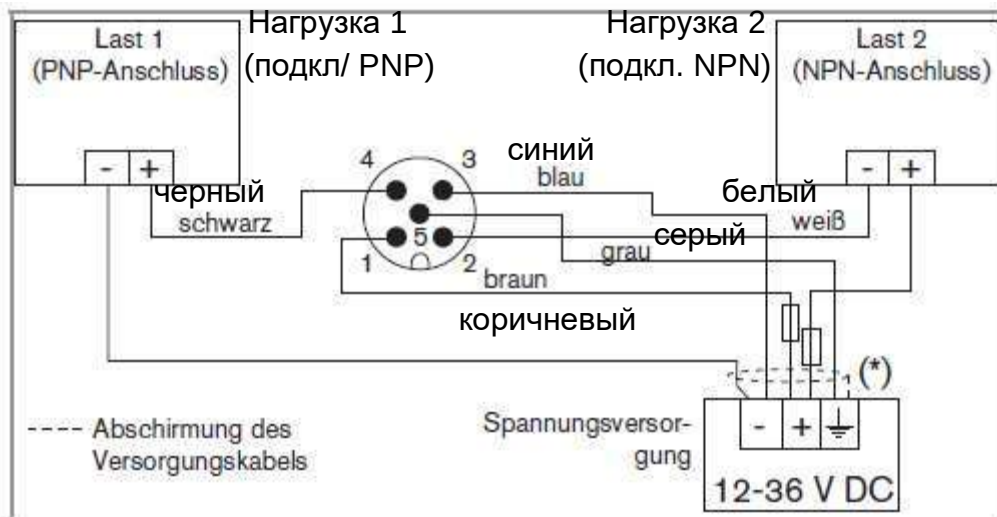 Нагрузка 1
(подкл/ PNP)
Last 1
(PNP-Anschluss)
- +
Нагрузка 2
(подкл. NPN)
Last 2
(NPN-Anschluss)
- +
4 3
5
1 2
черный
schwarz
синий
blau
белый
weiß
серый
grau
braun
коричневый
(*)
---- Abschirmung des
Versorgungskabels
Spannungsversor-
gung
- +
12-36 V DC